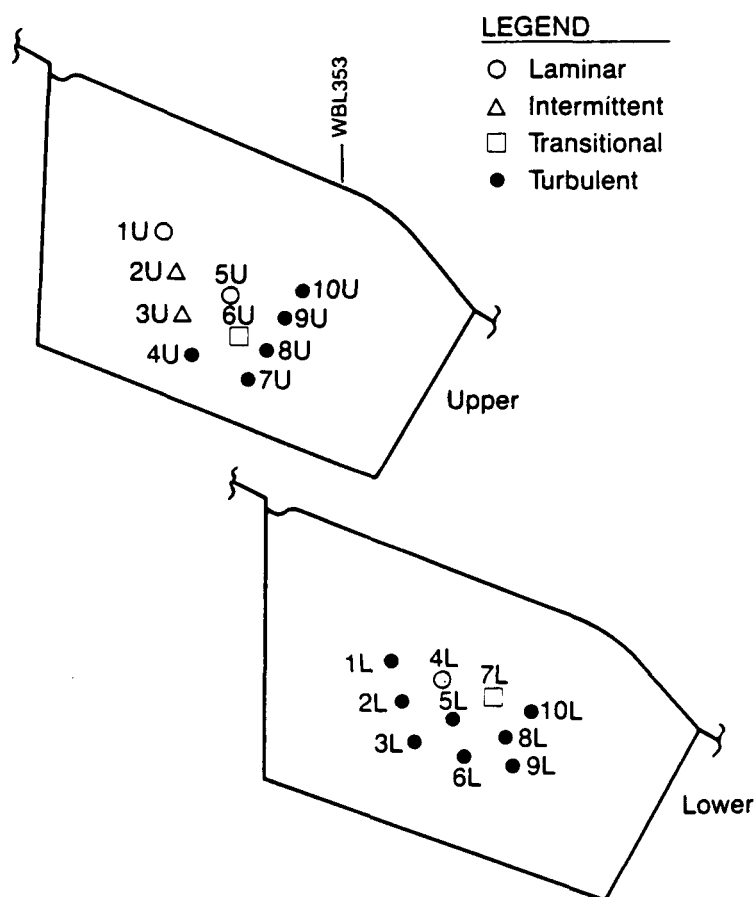 LEGEND
Laminar
Intermittent
Transitional
Turbulent
WBL353
1U
2U
5U
10U
3U
6U
9U
4U
8U
7U
Upper
1L
4L
7L
2L
5L
10L
3L
8L
6L
9L
Lower